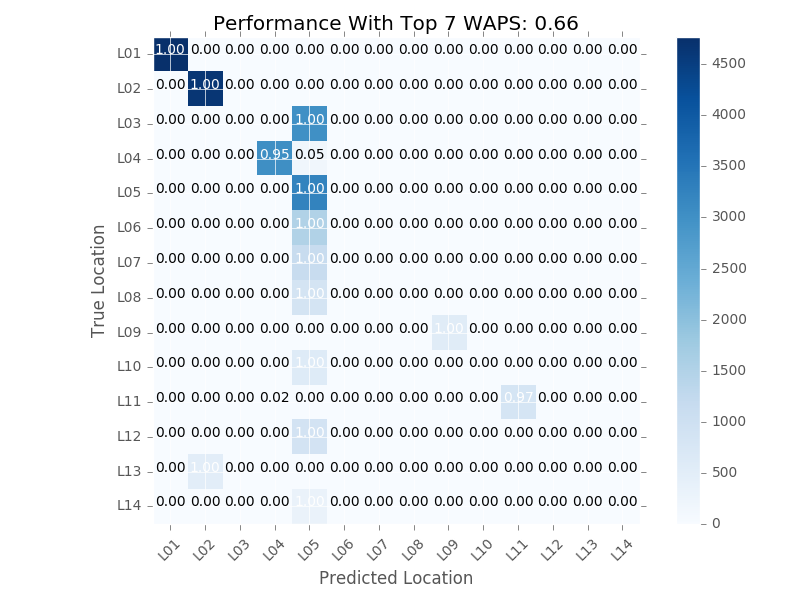 Performance With Top 7 WAPS: 0.66
L01 1.00 0.00 0.00 0.00 0.00 0.00 0.00 0.00 0.00 0.00 0.00 0.00 0.00 0.00
L02 0.00 1.00 0.00 0.00 0.00 0.00 0.00 0.00 0.00 0.00 0.00 0.00 0.00 0.00
L03 0.00 0.00 0.00 0.00 1.00 0.00 0.00 0.00 0.00 0.00 0.00 0.00 0.00 0.00
L04 0.00 0.00 0.00 0.95 0.05 0.00 0.00 0.00 0.00 0.00 0.00 0.00 0.00 0.00
L05 0.00 0.00 0.00 0.00 1.00 0.00 0.00 0.00 0.00 0.00 0.00 0.00 0.00 0.00
L06 0.00 0.00 0.00 0.00 1.00 0.00 0.00 0.00 0.00 0.00 0.00 0.00 0.00 0.00
L07 0.00 0.00 0.00 0.00 1.00 0.00 0.00 0.00 0.00 0.00 0.00 0.00 0.00 0.00
L08 0.00 0.00 0.00 0.00 1.00 0.00 0.00 0.00 0.00 0.00 0.00 0.00 0.00 0.00
L09 0.00 0.00 0.00 0.00 0.00 0.00 0.00 0.00 1.00 0.00 0.00 0.00 0.00 0.00
L10 0.00 0.00 0.00 0.00 1.00 0.00 0.00 0.00 0.00 0.00 0.00 0.00 0.00 0.00
L11 0.00 0.00 0.00 0.02 0.00 0.00 0.00 0.00 0.00 0.00 0.97 0.00 0.00 0.00
L12 0.00 0.00 0.00 0.00 1.00 0.00 0.00 0.00 0.00 0.00 0.00 0.00 0.00 0.00
L13 0.00 1.00 0.00 0.00 0.00 0.00 0.00 0.00 0.00 0.00 0.00 0.00 0.00 0.00
L14 0.00 0.00 0.00 0.00 1.00 0.00 0.00 0.00 0.00 0.00 0.00 0.00 0.00 0.00
L01 L02 L03 L04 L05 L06 L07 L08 L09 L10 L11 L12 L13 L14
Predicted Location
True Location
4500
4000
3500
3000
2500
2000
1500
1000
500
0